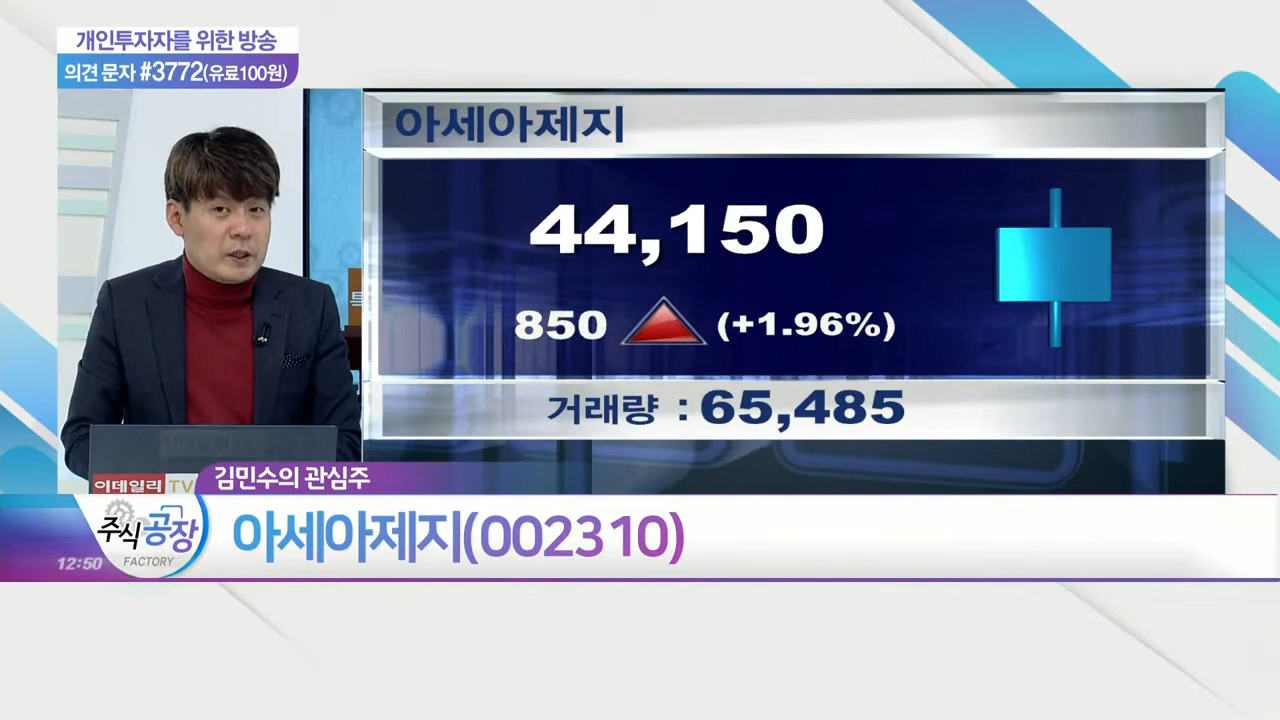 개인투자자를 위한 방송
의견 문자 #3772(유료100원)
아세아제지
44,150
850 (+1.96%)
거래량 : 65,485
이데일리TV
김민수의 관심주
주식공장
FACTORY
아세아제지(002310)
12:50